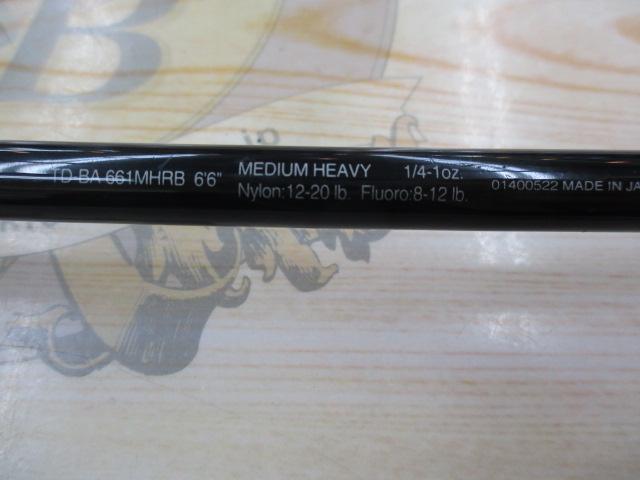 TD-BA 661MHRB 6'6" MEDIUM HEAVY 1/4-1oz.
Nylon:12-20 lb. Fluoro:8-12 lb.
01400522 MADE IN JA
B